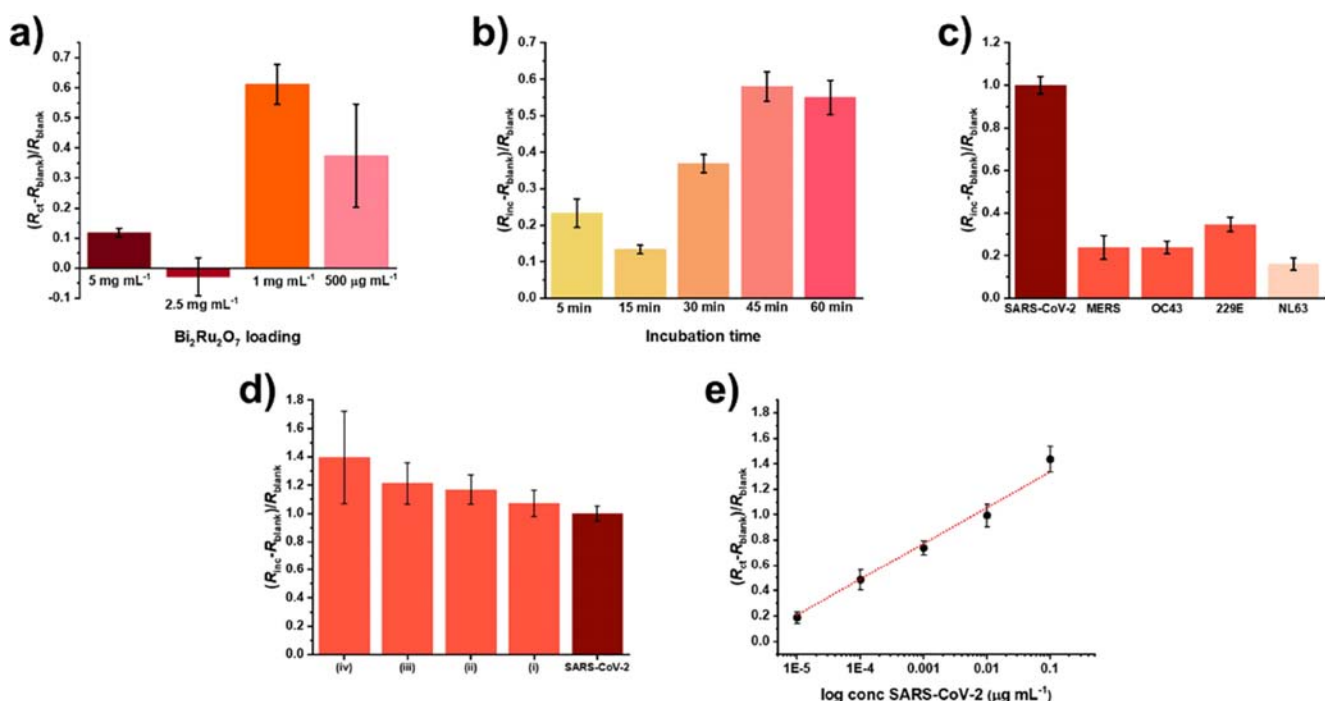 a)
(Rct-Rblank)/Rblank
0.7
0.6
0.5
0.4
0.3
0.2
0.1
0.0
-0.1
5 mg mL⁻¹
2.5 mg mL⁻¹
1 mg mL⁻¹
500 µg mL⁻¹
Bi₂Ru₂O₇ loading
b)
(Rinc-Rblank)/Rblank
0.7
0.6
0.5
0.4
0.3
0.2
0.1
0.0
5 min 15 min 30 min 45 min 60 min
Incubation time
c)
(Rinc-Rblank)/Rblank
1.2
1.0
0.8
0.6
0.4
0.2
0.0
SARS-CoV-2 MERS OC43 229E NL63
d)
(Rinc-Rblank)/Rblank
1.8
1.6
1.4
1.2
1.0
0.8
0.6
0.4
0.2
0.0
(iv) (iii) (ii) (i) SARS-CoV-2
e)
(Rct-Rblank)/Rblank
1.8
1.6
1.4
1.2
1.0
0.8
0.6
0.4
0.2
0.0
1E-5 1E-4 0.001 0.01 0.1
log conc SARS-CoV-2 (µg mL⁻¹)